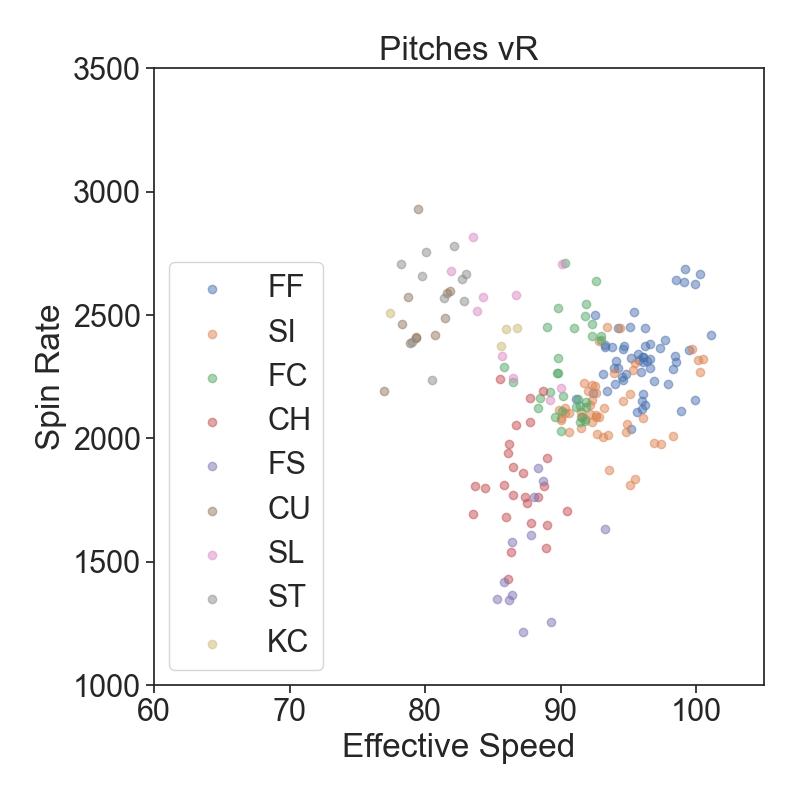 Pitches vR
3500
3000
2500
2000
1500
1000
Spin Rate
FF
SI
FC
CH
FS
CU
SL
ST
KC
60 70 80 90 100
Effective Speed